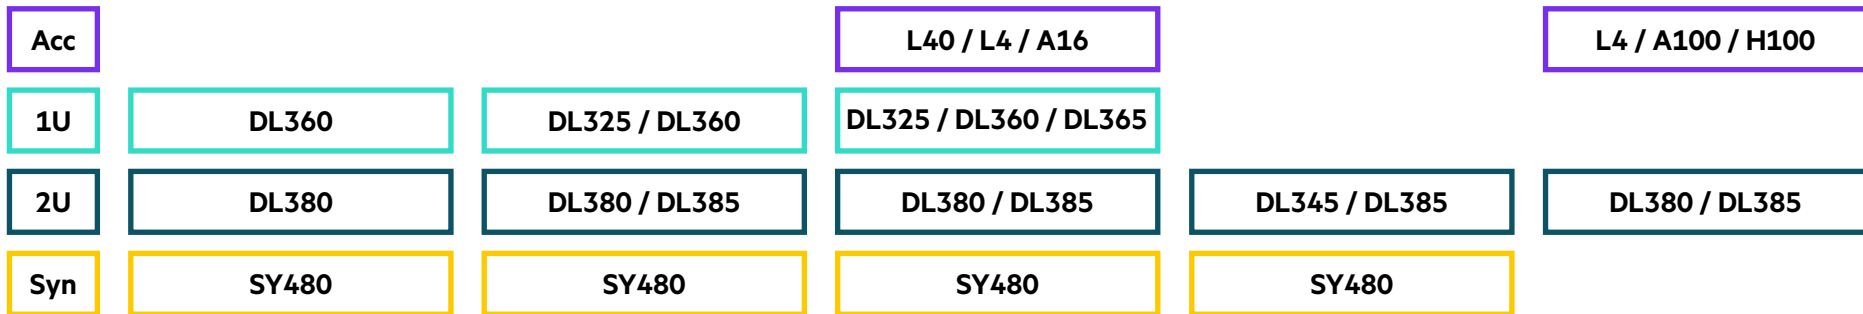 Acc L40 / L4 / A16 L4 / A100 / H100
1U DL360 DL325 / DL360 DL325 / DL360 / DL365
2U DL380 DL380 / DL385 DL380 / DL385 DL345 / DL385 DL380 / DL385
Syn SY480 SY480 SY480 SY480